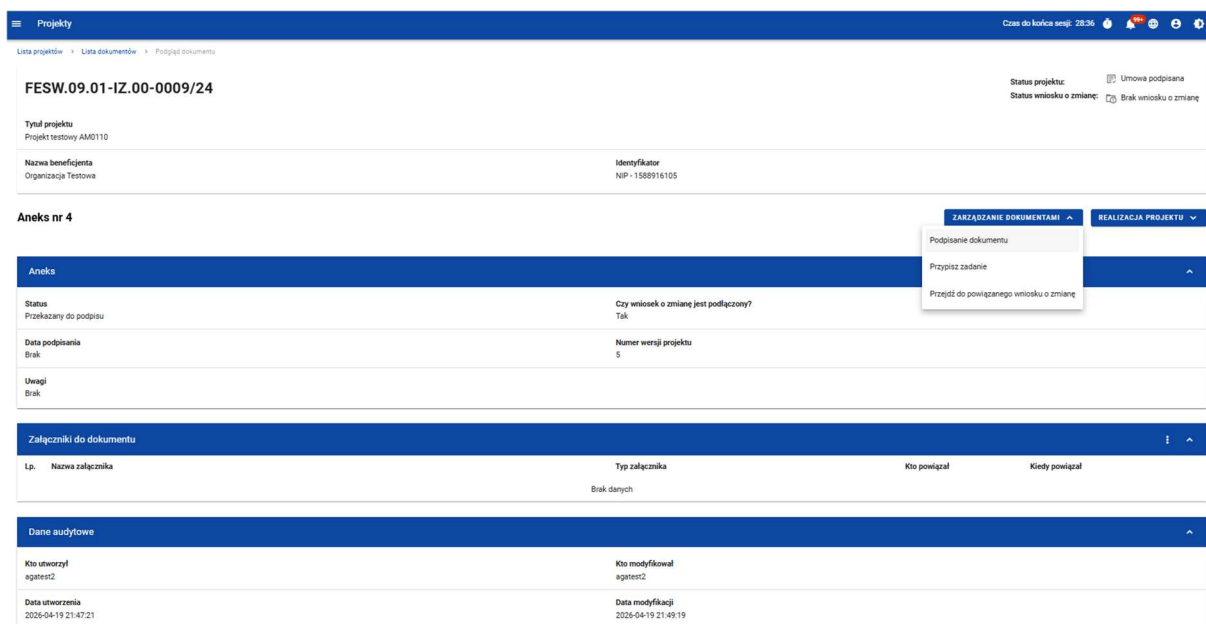 Projekty
Czas do końca sesji: 28:36
99+
Lista projektów > Lista dokumentów > Podgląd dokumentu
FESW.09.01-IZ.00-0009/24
Status projektu: Umowa podpisana
Status wniosku o zmianę: Brak wniosku o zmianę
Tytuł projektu
Projekt testowy AM0110
Nazwa beneficjenta
Organizacja Testowa
Identyfikator
NIP - 1588916105
Aneks nr 4
ZARZĄDZANIE DOKUMENTAMI
REALIZACJA PROJEKTU
Podpisanie dokumentu
Przypisz zadanie
Przejdź do powiązanego wniosku o zmianę
Aneks
Status
Przekazany do podpisu
Czy wniosek o zmianę jest podłączony?
Tak
Data podpisania
Brak
Numer wersji projektu
5
Uwagi
Brak
Załączniki do dokumentu
Lp. Nazwa załącznika Typ załącznika Kto powiązał Kiedy powiązał
Brak danych
Dane audytowe
Kto utworzył
agatest2
Kto modyfikował
agatest2
Data utworzenia
2026-04-19 21:47:21
Data modyfikacji
2026-04-19 21:49:19